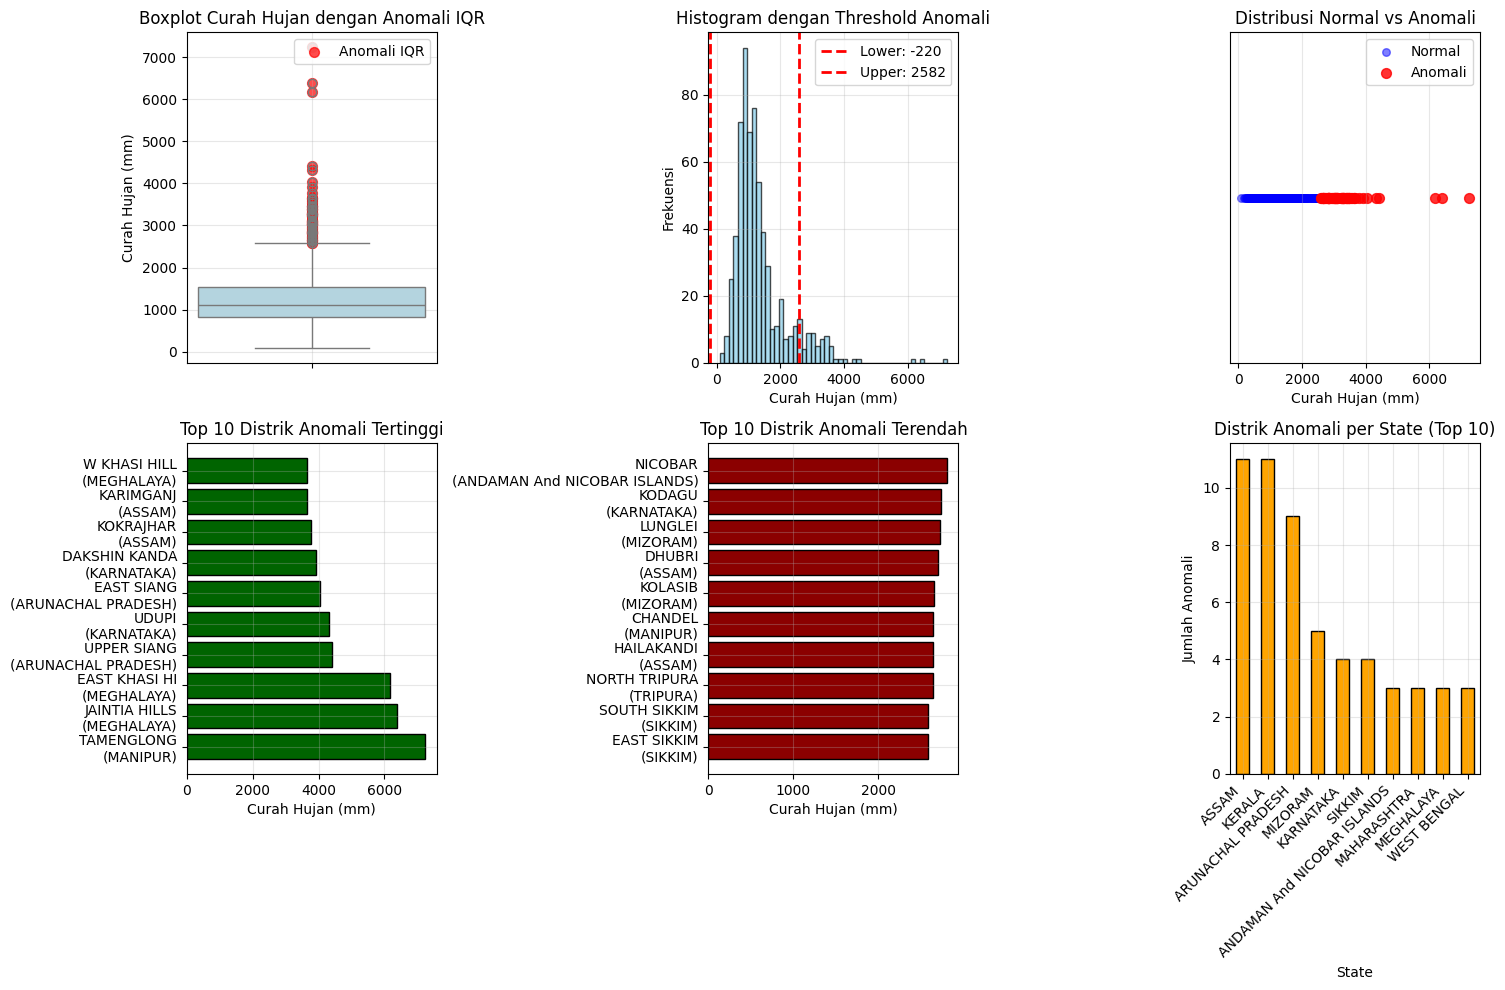 Boxplot Curah Hujan dengan Anomali IQR
Anomali IQR
7000
6000
5000
4000
3000
2000
1000
0
Curah Hujan (mm)
Histogram dengan Threshold Anomali
Lower: -220
Upper: 2582
80
60
40
20
0
Frekuensi
0 2000 4000 6000
Curah Hujan (mm)
Distribusi Normal vs Anomali
Normal
Anomali
0 2000 4000 6000
Curah Hujan (mm)
Top 10 Distrik Anomali Tertinggi
W KHASI HILL
(MEGHALAYA)
KARIMGANJ
(ASSAM)
KOKRAJHAR
(ASSAM)
DAKSHIN KANDA
(KARNATAKA)
EAST SIANG
(ARUNACHAL PRADESH)
UDUPI
(KARNATAKA)
UPPER SIANG
(ARUNACHAL PRADESH)
EAST KHASI HI
(MEGHALAYA)
JAINTIA HILLS
(MEGHALAYA)
TAMENGLONG
(MANIPUR)
0 2000 4000 6000
Curah Hujan (mm)
Top 10 Distrik Anomali Terendah
NICOBAR
(ANDAMAN And NICOBAR ISLANDS)
KODAGU
(KARNATAKA)
LUNGLEI
(MIZORAM)
DHUBRI
(ASSAM)
KOLASIB
(MIZORAM)
CHANDEL
(MANIPUR)
HAILAKANDI
(ASSAM)
NORTH TRIPURA
(TRIPURA)
SOUTH SIKKIM
(SIKKIM)
EAST SIKKIM
(SIKKIM)
0 1000 2000
Curah Hujan (mm)
Distrik Anomali per State (Top 10)
10
8
6
4
2
0
Jumlah Anomali
ASSAM
KERALA
ARUNACHAL PRADESH
MIZORAM
KARNATAKA
SIKKIM
ANDAMAN And NICOBAR ISLANDS
MAHARASHTRA
MEGHALAYA
WEST BENGAL
State